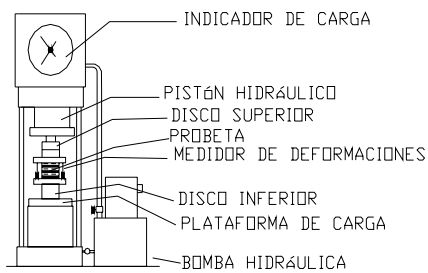 INDICADOR DE CARGA
PISTóN HIDRáULICO
DISCO SUPERIOR
PROBETA
MEDIDOR DE DEFORMACIONES
DISCO INFERIOR
PLATAFORMA DE CARGA
BOMBA HIDRáULICA